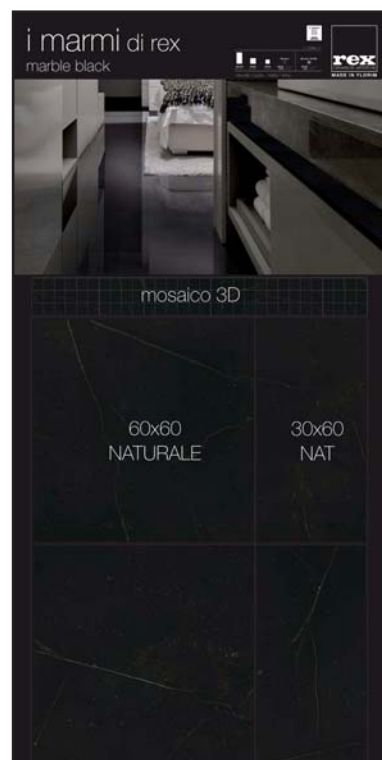 i marmi di rex
marble black
rex
MADE IN FLORIM
mosaico 3D
60x60
NATURALE
30x60
NAT